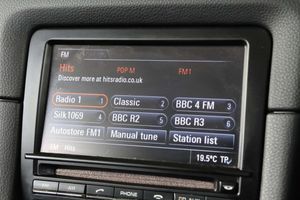 FM
Hits POP M FM1
Discover more at hitsradio.co.uk
Radio 1 1 Classic 2 BBC 4 FM 3
Silk1069 4 BBC R2 5 BBC R3 6
Autostore FM1 Manual tune Station list
FM Hits 19.5°C TP
PHONE